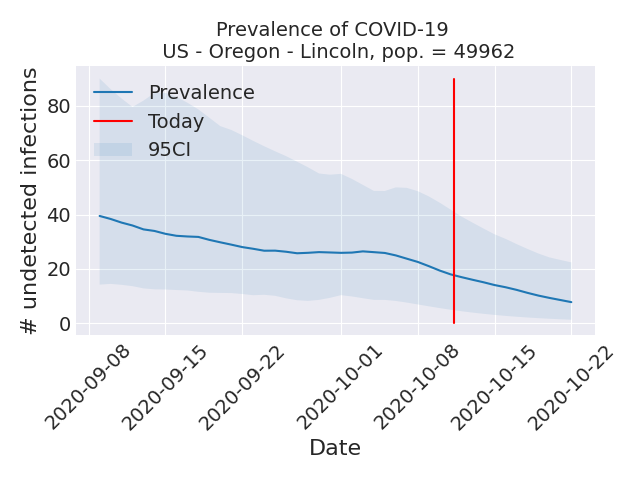 Prevalence of COVID-19
US - Oregon - Lincoln, pop. = 49962
Prevalence
Today
95CI
# undetected infections
80
60
40
20
0
2020-09-08
2020-09-15
2020-09-22
2020-10-01
2020-10-08
2020-10-15
2020-10-22
Date